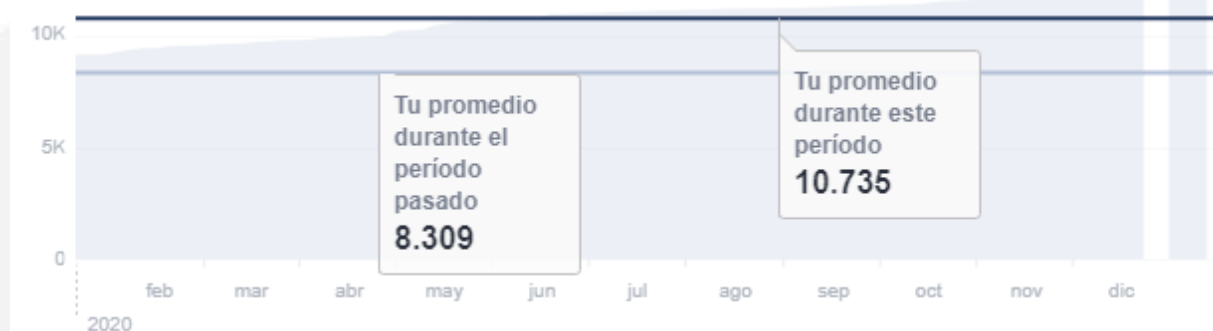 10K
5K
0
Tu promedio
durante el
período
pasado
8.309
Tu promedio
durante este
período
10.735
feb mar abr may jun jul ago sep oct nov dic
2020